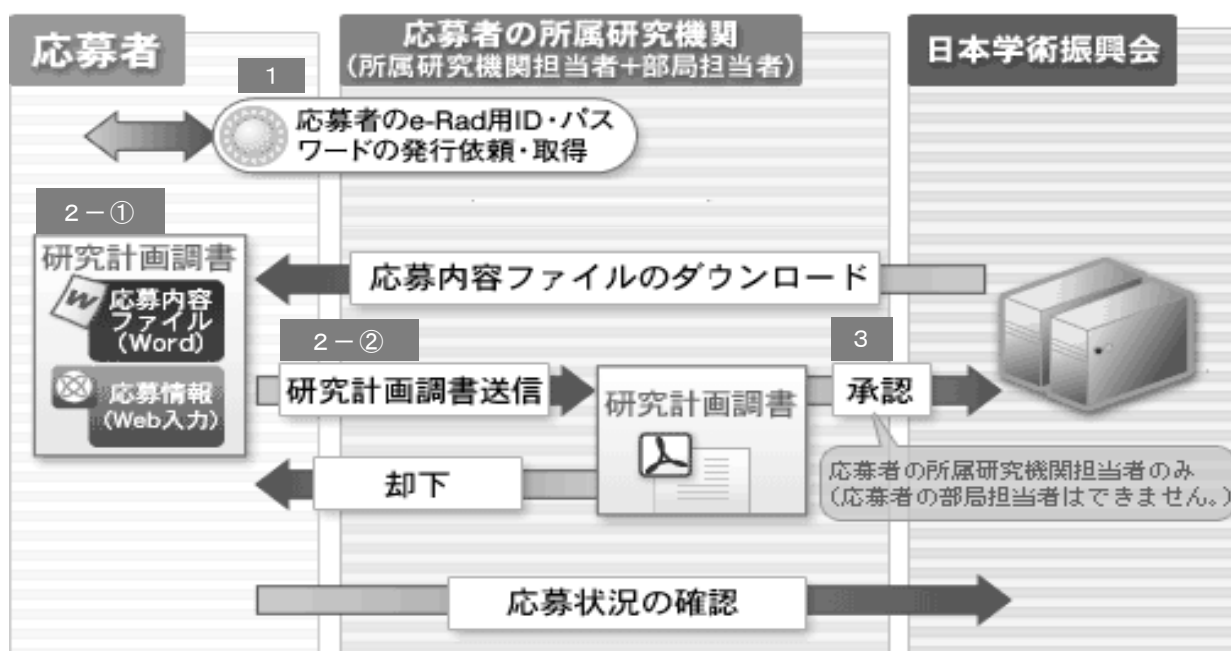 応募者
応募者の所属研究機関
(所属研究機関担当者+部局担当者)
日本学術振興会
1
応募者のe-Rad用ID・パス
ワードの発行依頼・取得
2－①
研究計画調書
W
応募内容
ファイル
(Word)
応募情報
(Web入力)
応募内容ファイルのダウンロード
2－②
研究計画調書送信
研究計画調書
3
承認
応募者の所属研究機関担当者のみ
(応募者の部局担当者はできません。)
却下
応募状況の確認